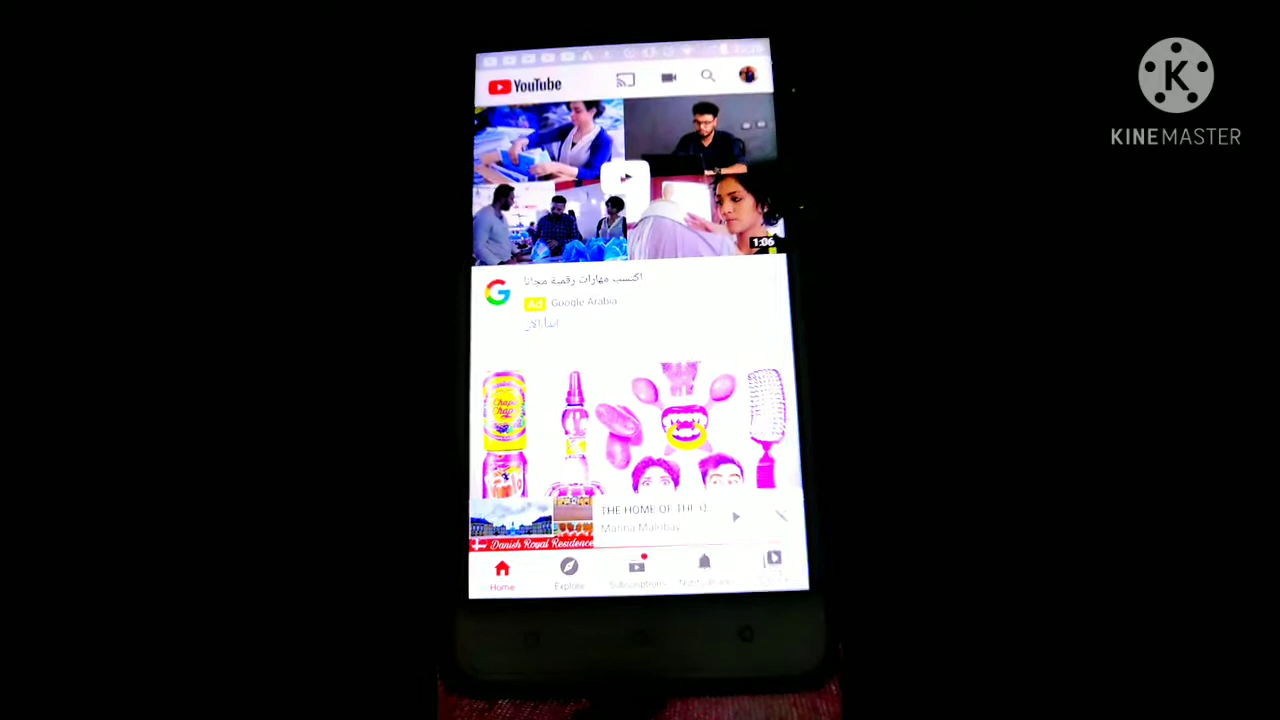 YouTube
K
KINEMASTER
1:06
اكتسب مهارات رقمية مجانا
Ad Google Arabia
ابدأ الآن
Chupa
Chups
THE HOME OF THE Q
Danish Royal Residence
Home
Explore
Subscriptions
Notifications